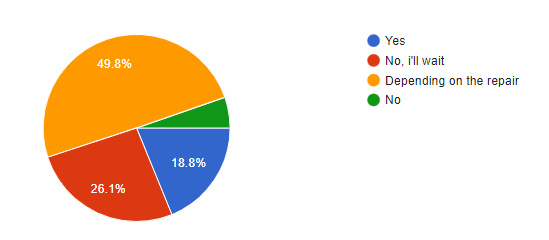 49.8%
18.8%
26.1%
Yes
No, i'll wait
Depending on the repair
No